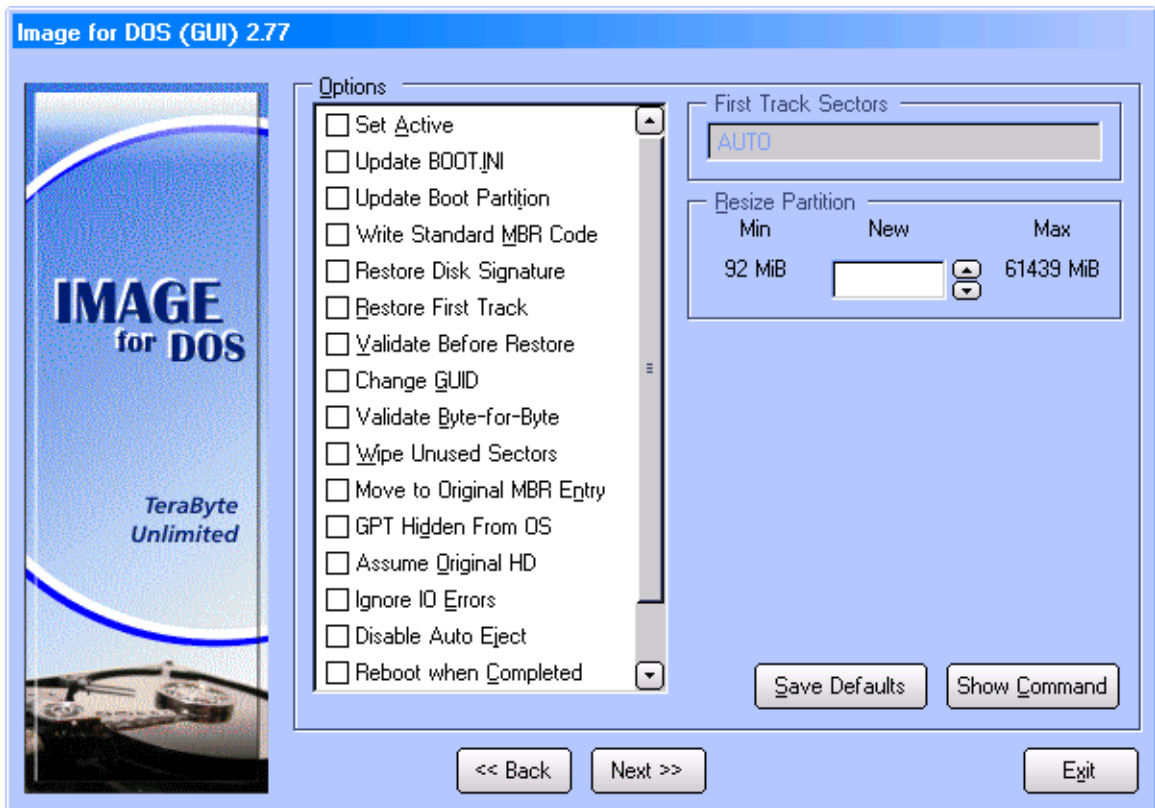 Image for DOS (GUI) 2.77
IMAGE
for DOS
TeraByte
Unlimited
Options
Set Active
Update BOOT.INI
Update Boot Partition
Write Standard MBR Code
Restore Disk Signature
Restore First Track
Validate Before Restore
Change GUID
Validate Byte-for-Byte
Wipe Unused Sectors
Move to Original MBR Entry
GPT Hidden From OS
Assume Original HD
Ignore IO Errors
Disable Auto Eject
Reboot when Completed
First Track Sectors
AUTO
Resize Partition
Min New Max
92 MiB 61439 MiB
Save Defaults Show Command
<< Back Next >> Exit